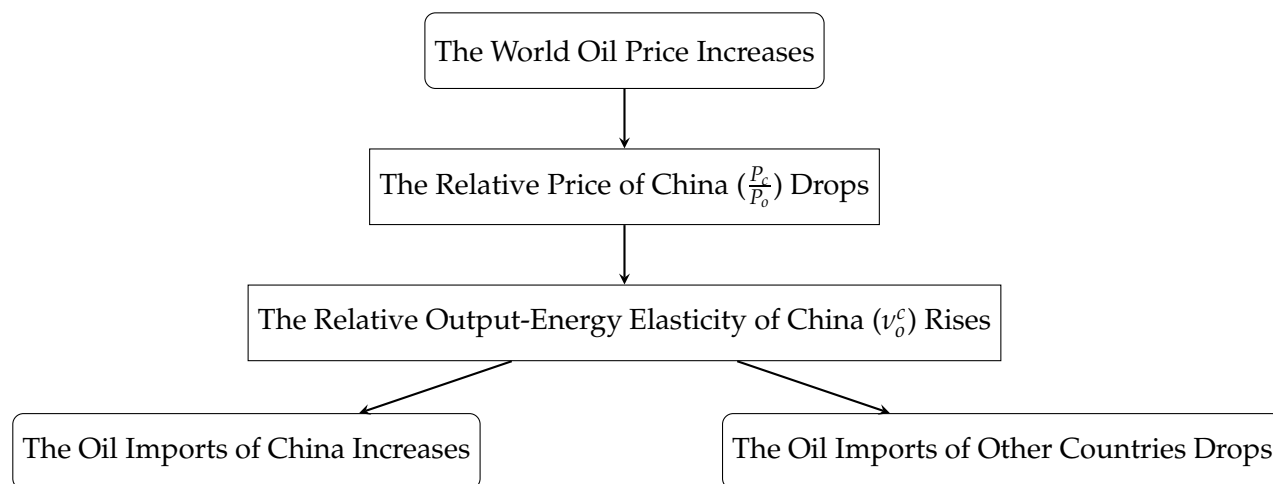 The World Oil Price Increases
The Relative Price of China (P_c/P_o) Drops
The Relative Output-Energy Elasticity of China (ν_o^c) Rises
The Oil Imports of China Increases
The Oil Imports of Other Countries Drops